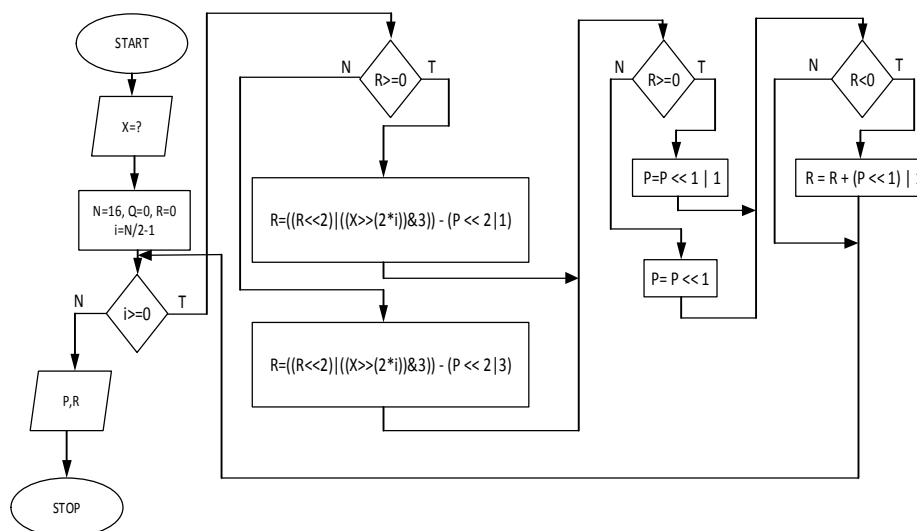 START
X=?
N=16, Q=0, R=0
i=N/2-1
i>=0
N
T
P,R
STOP
R>=0
N
T
R=((R<<2)|((X>>(2*i))&3)) - (P << 2|1)
R=((R<<2)|((X>>(2*i))&3)) - (P << 2|3)
R>=0
N
T
P=P << 1 | 1
P= P << 1
R<0
N
T
R = R + (P << 1) |